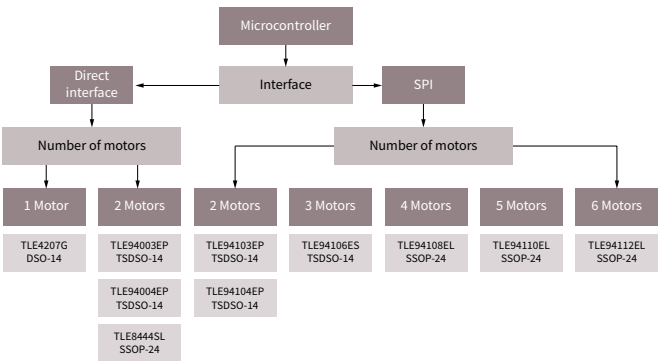 Microcontroller
Direct
interface
Interface
SPI
Number of motors
Number of motors
1 Motor
2 Motors
2 Motors
3 Motors
4 Motors
5 Motors
6 Motors
TLE4207G
DSO-14
TLE94003EP
TSDSO-14
TLE94103EP
TSDSO-14
TLE94106ES
TSDSO-14
TLE94108EL
SSOP-24
TLE94110EL
SSOP-24
TLE94112EL
SSOP-24
TLE94004EP
TSDSO-14
TLE94104EP
TSDSO-14
TLE8444SL
SSOP-24